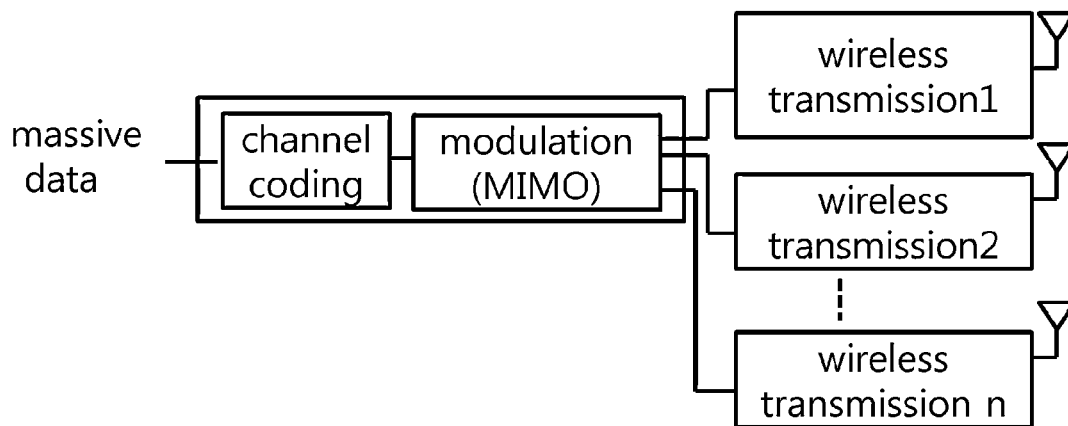 massive
data
channel
coding
modulation
(MIMO)
wireless
transmission1
wireless
transmission2
wireless
transmission n